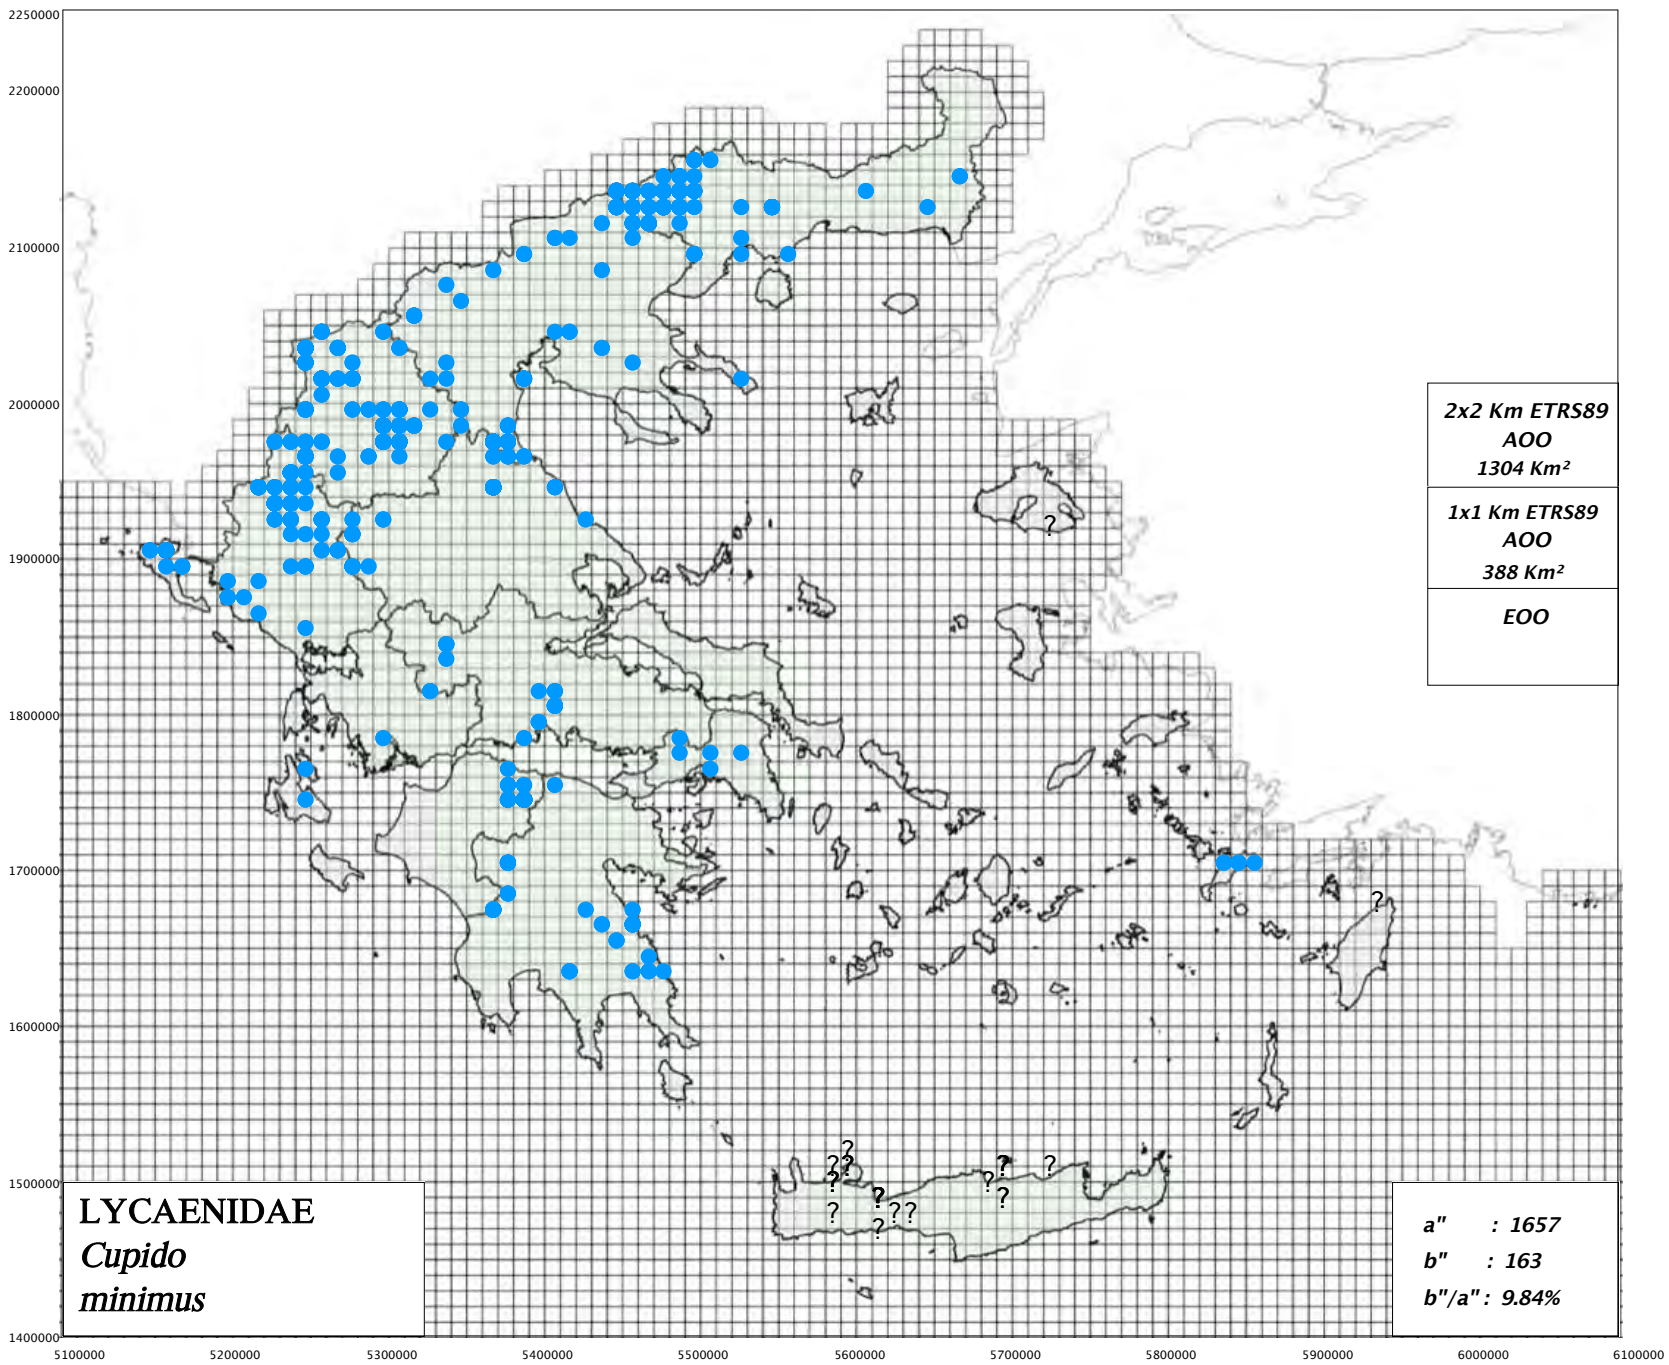 2250000
2200000
2100000
2000000
1900000
1800000
1700000
1600000
1500000
1400000
5100000 5200000 5300000 5400000 5500000 5600000 5700000 5800000 5900000 6000000 6100000
2x2 Km ETRS89
AOO
1304 Km²
1x1 Km ETRS89
AOO
388 Km²
EOO
?
?
?
? ? ? ? ?
? ?
? ?
? ? ?
?
LYCAENIDAE
Cupido
minimus
a" : 1657
b" : 163
b"/a" : 9.84%